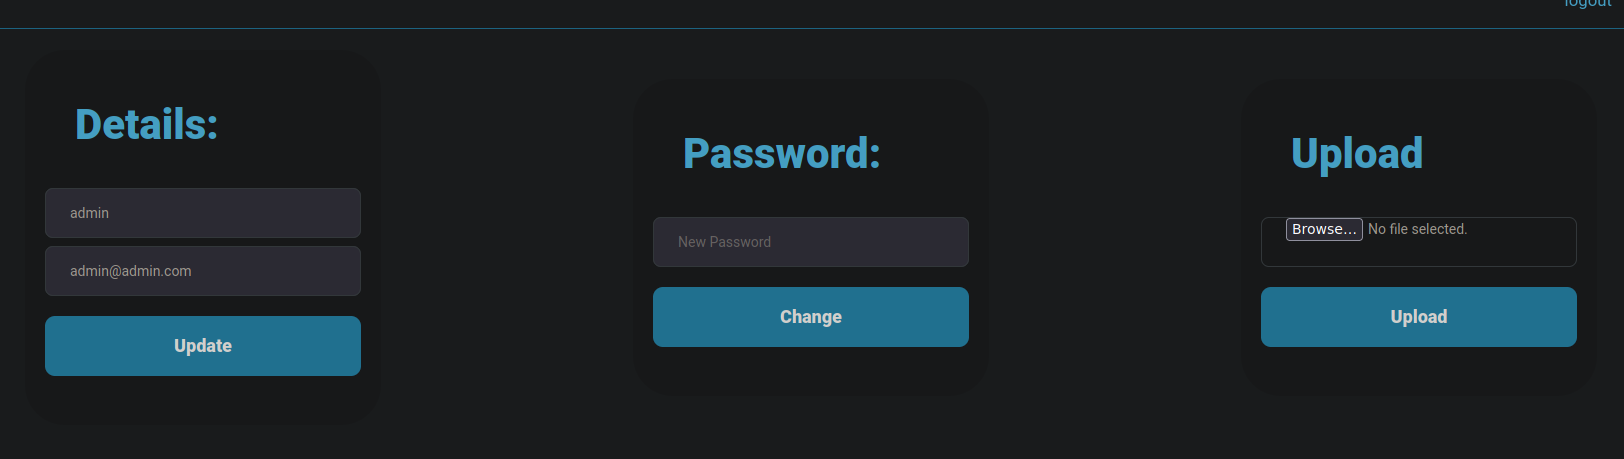 logout
Details:
admin
admin@admin.com
Update
Password:
New Password
Change
Upload
Browse... No file selected.
Upload